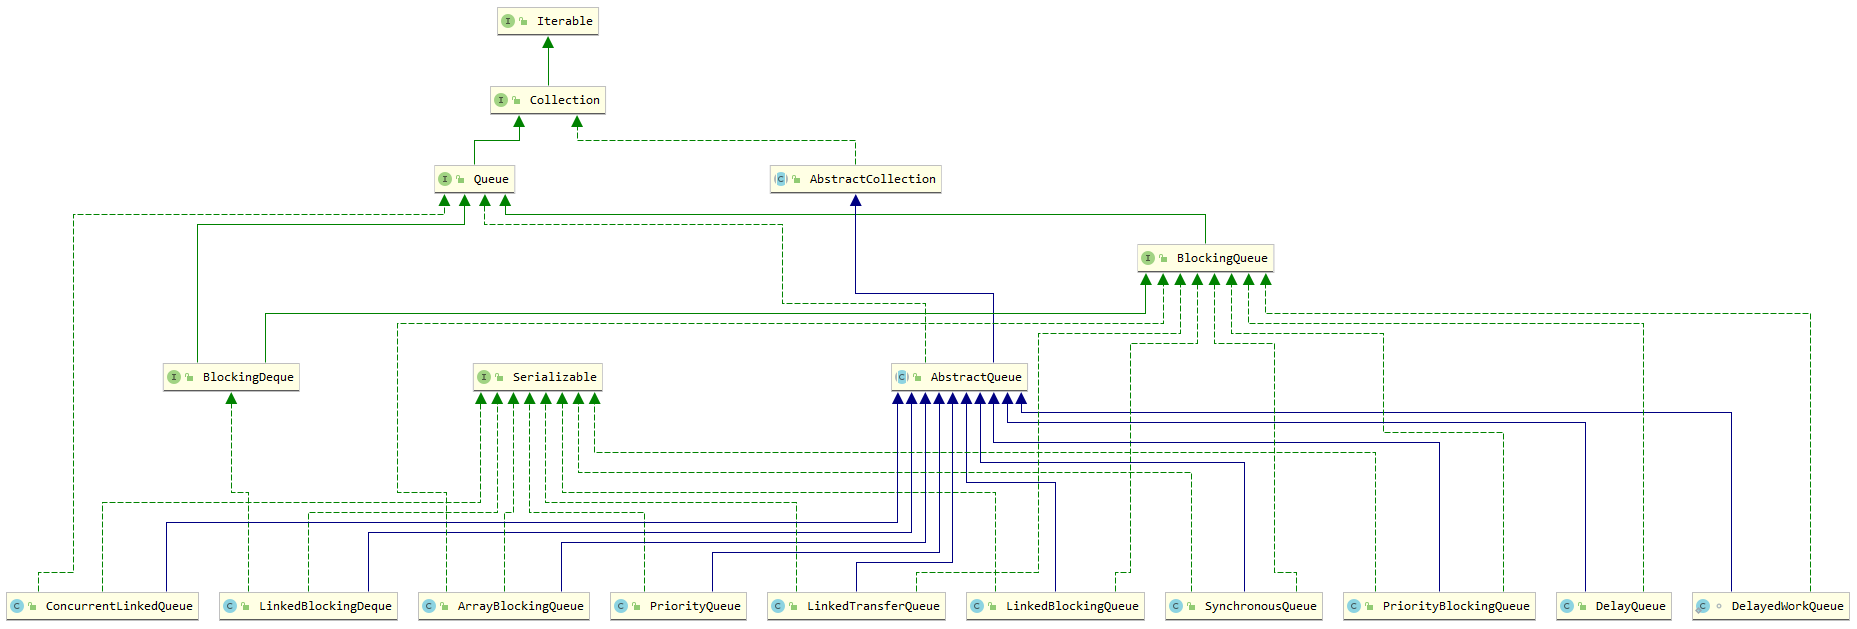 I Iterable
I Collection
I Queue
C AbstractCollection
I BlockingQueue
I BlockingDeque
I Serializable
C AbstractQueue
C ConcurrentLinkedQueue
C LinkedBlockingDeque
C ArrayBlockingQueue
C PriorityQueue
C LinkedTransferQueue
C LinkedBlockingQueue
C SynchronousQueue
C PriorityBlockingQueue
C DelayQueue
C DelayedWorkQueue